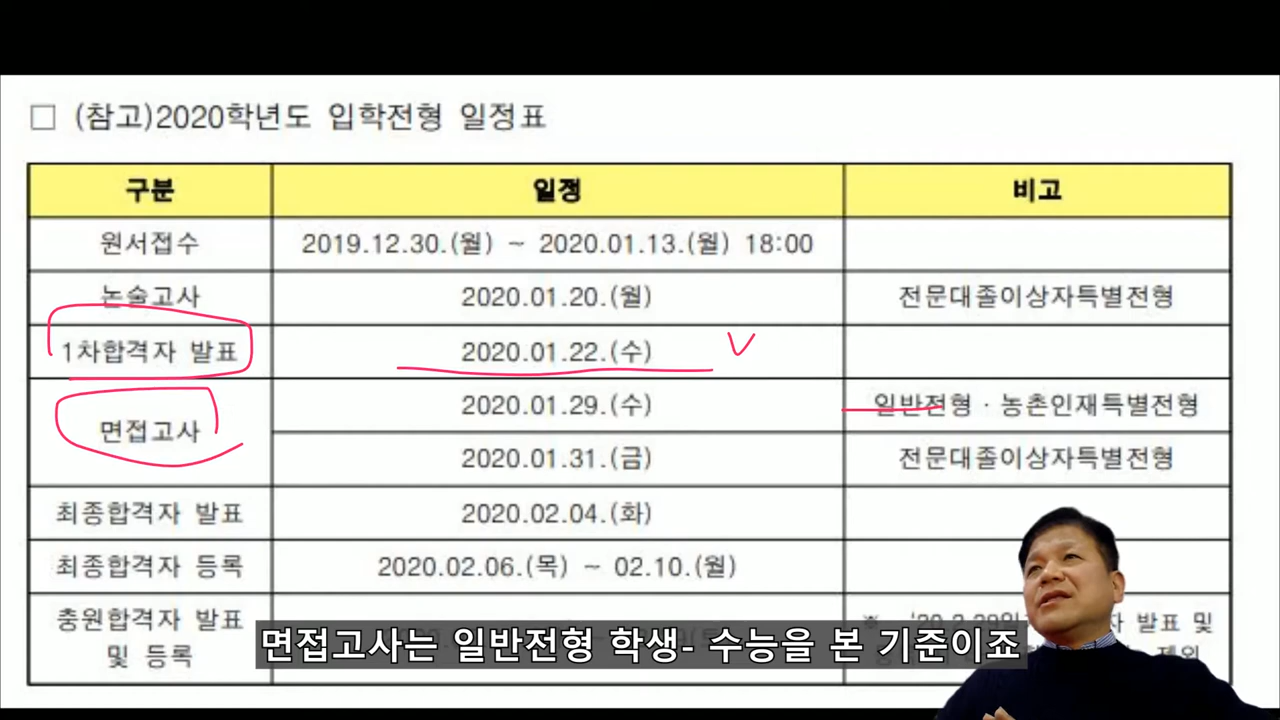 □ (참고)2020학년도 입학전형 일정표
구분 일정 비고
원서접수 2019.12.30.(월) ~ 2020.01.13.(월) 18:00
논술고사 2020.01.20.(월) 전문대졸이상자특별전형
1차합격자 발표 2020.01.22.(수)
면접고사 2020.01.29.(수) 일반전형 · 농촌인재특별전형
2020.01.31.(금) 전문대졸이상자특별전형
최종합격자 발표 2020.02.04.(화)
최종합격자 등록 2020.02.06.(목) ~ 02.10.(월)
충원합격자 발표
및 등록
발표 및
제외
면접고사는 일반전형 학생- 수능을 본 기준이죠